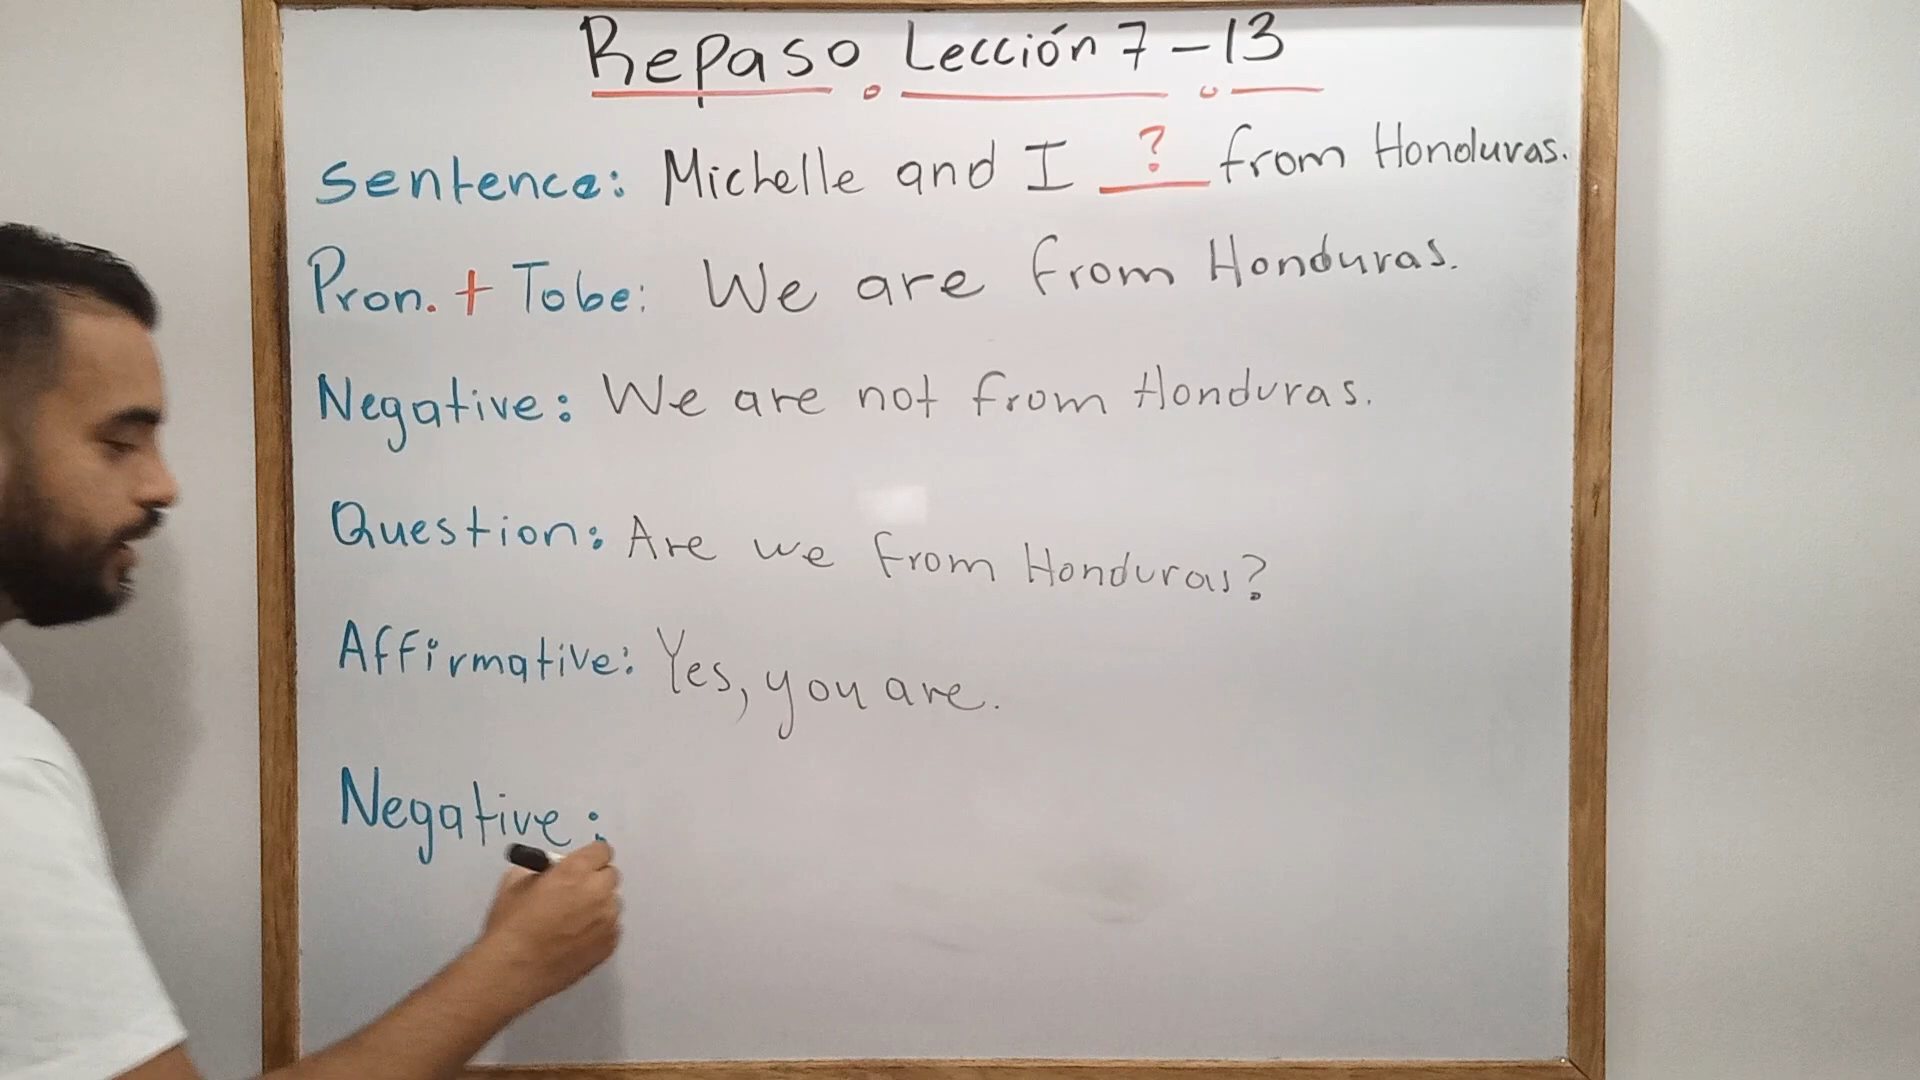 Repaso Lección 7-13
Sentence: Michelle and I ? from Honduras.
Pron. + Tobe: We are from Honduras.
Negative: We are not from Honduras.
Question: Are we from Honduras?
Affirmative: Yes, you are.
Negative: